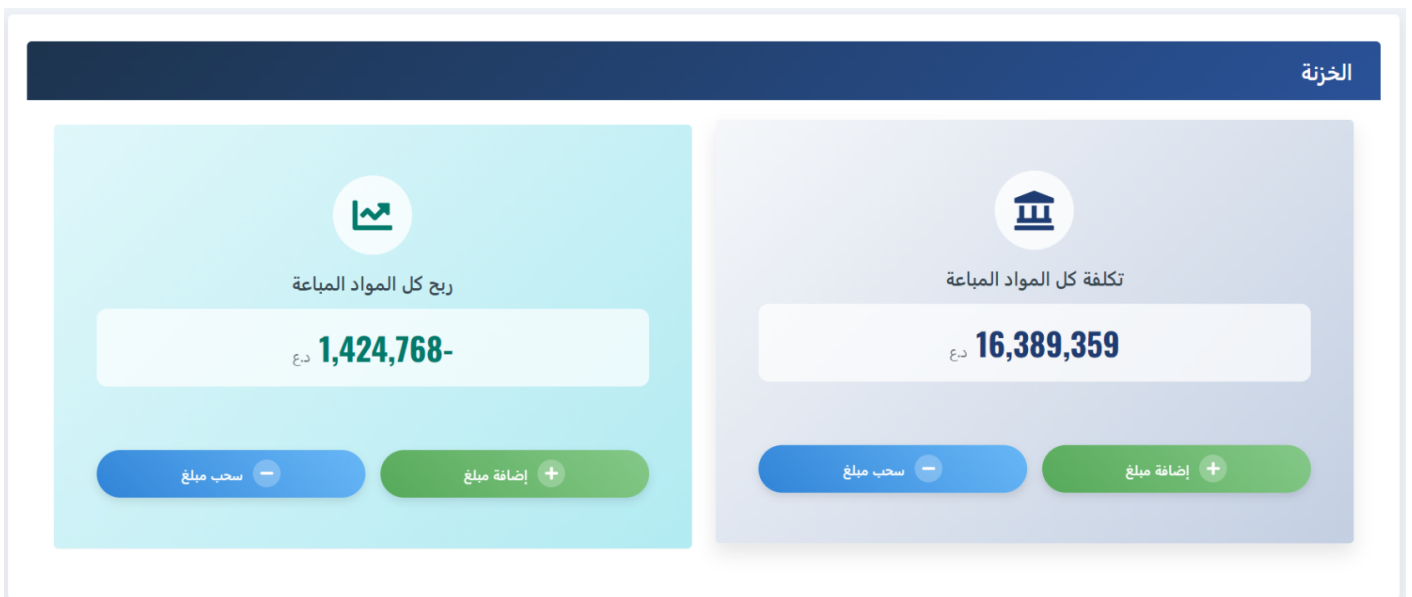 الخزنة
تكلفة كل المواد المباعة
16,389,359 د.ع
إضافة مبلغ
سحب مبلغ
ربح كل المواد المباعة
1,424,768- د.ع
إضافة مبلغ
سحب مبلغ